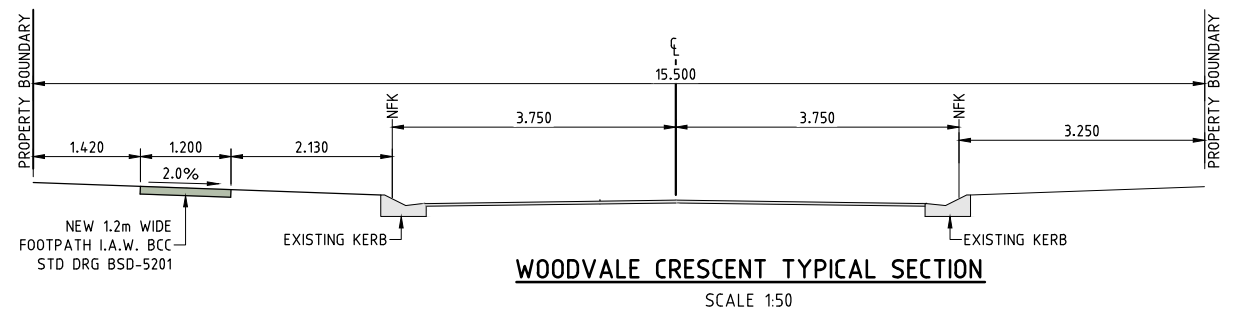 PROPERTY BOUNDARY
℄
15.500
PROPERTY BOUNDARY
NFK
3.750
3.750
NFK
3.250
1.420
1.200
2.130
2.0%
NEW 1.2m WIDE
FOOTPATH I.A.W. BCC
STD DRG BSD-5201
EXISTING KERB
EXISTING KERB
WOODVALE CRESCENT TYPICAL SECTION
SCALE 1:50